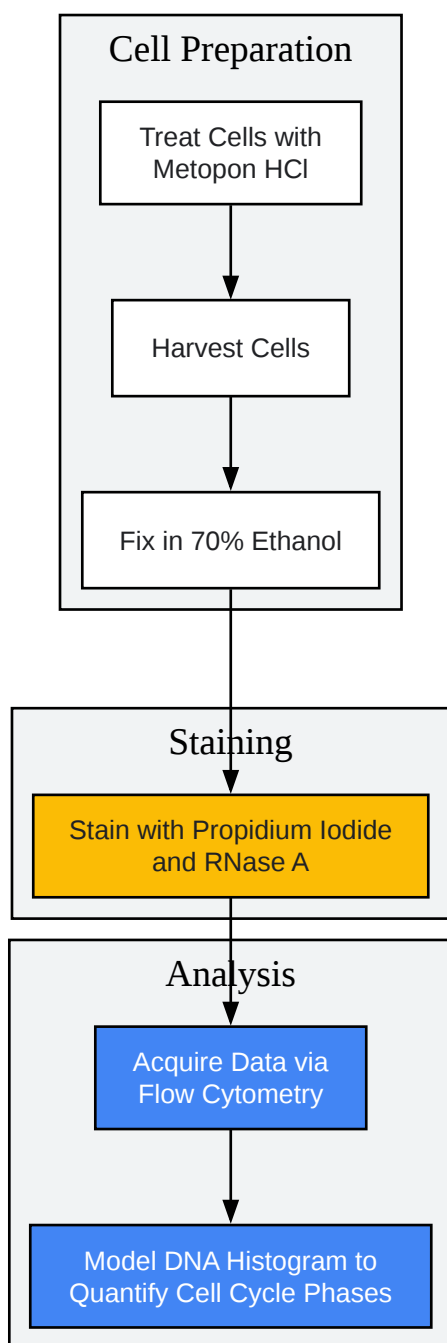 Cell Preparation
Treat Cells with
Metopon HCl
Harvest Cells
Fix in 70% Ethanol
Staining
Stain with Propidium Iodide
and RNase A
Analysis
Acquire Data via
Flow Cytometry
Model DNA Histogram to
Quantify Cell Cycle Phases